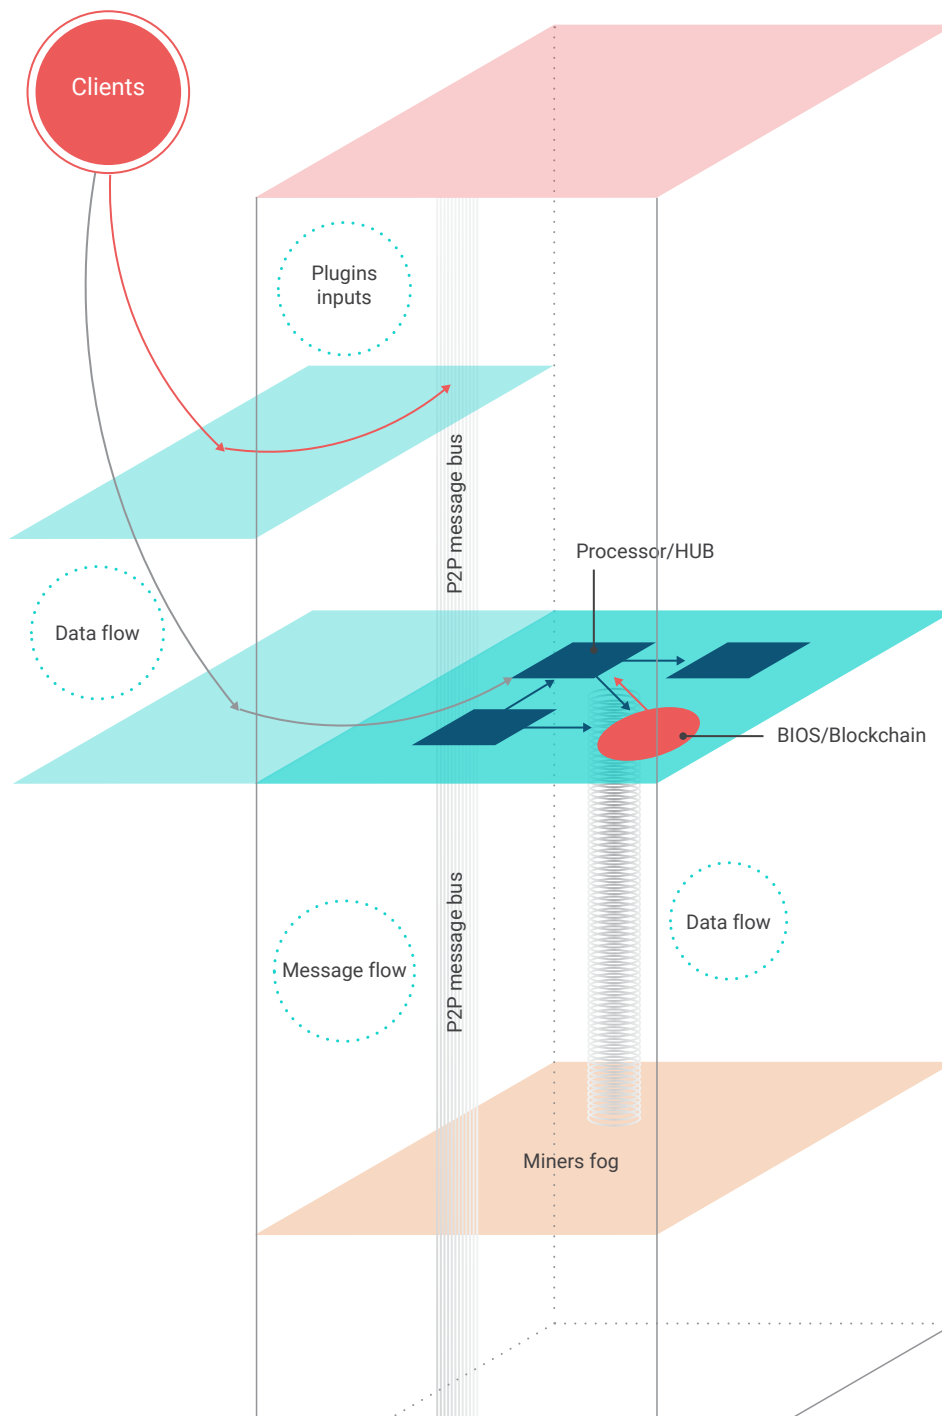 Clients
Plugins
inputs
P2P message bus
Processor/HUB
Data flow
BIOS/Blockchain
P2P message bus
Data flow
Message flow
Miners fog